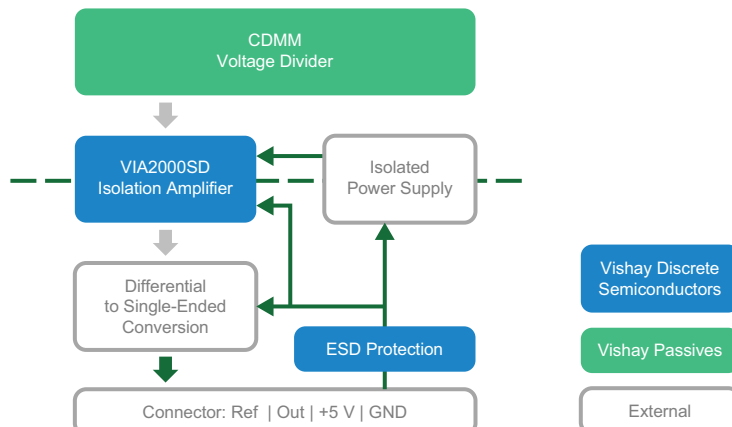 CDMM
Voltage Divider
VIA2000SD
Isolation Amplifier
Isolated
Power Supply
Differential
to Single-Ended
Conversion
ESD Protection
Connector: Ref | Out | +5 V | GND
Vishay Discrete
Semiconductors
Vishay Passives
External